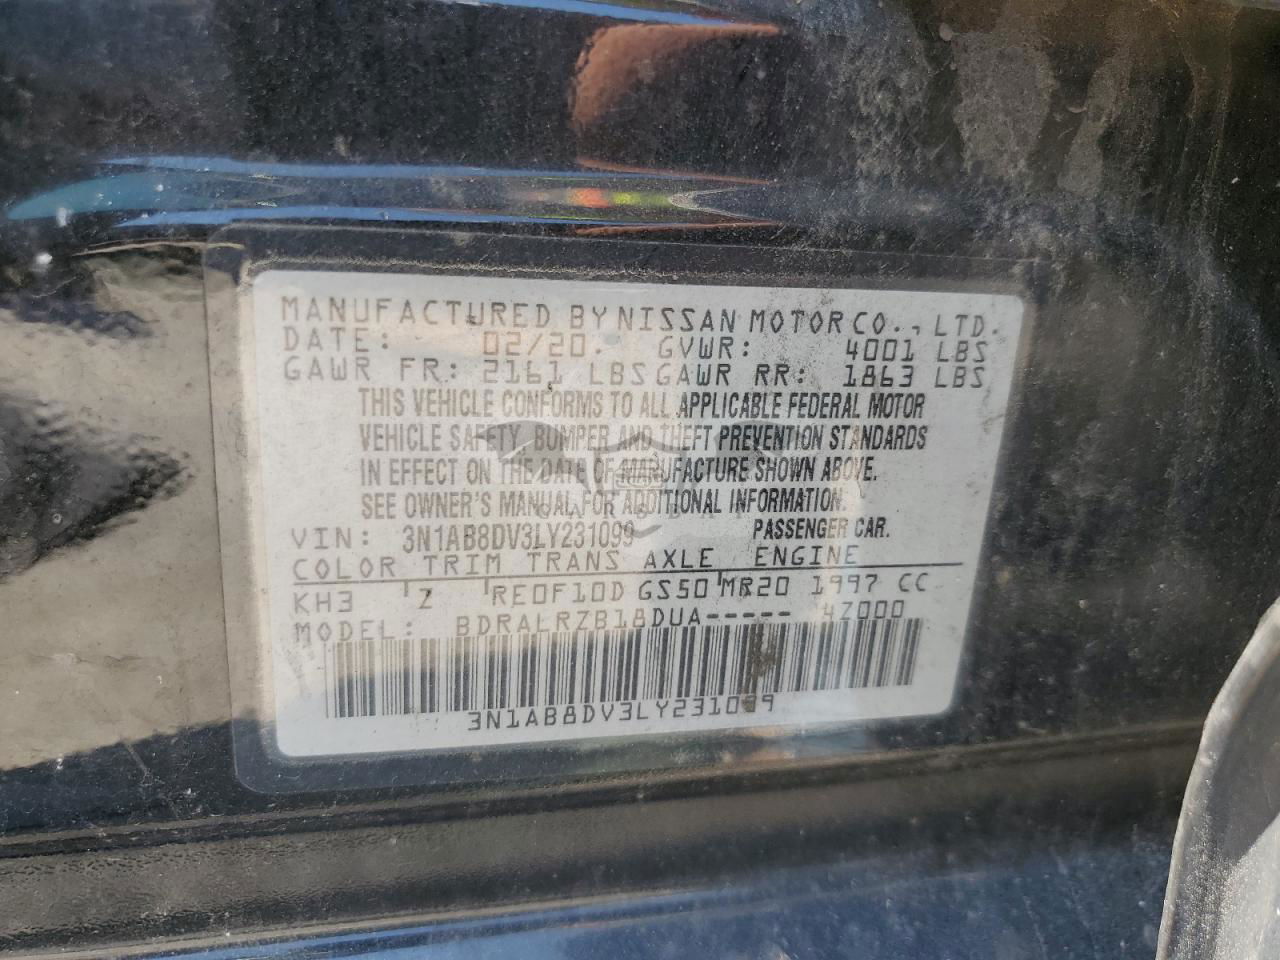 MANUFACTURED BY NISSAN MOTOR CO., LTD.
DATE: 02/20 GVWR: 4001 LBS
GAWR FR: 2161 LBS GAWR RR: 1863 LBS
THIS VEHICLE CONFORMS TO ALL APPLICABLE FEDERAL MOTOR
VEHICLE SAFETY, BUMPER AND THEFT PREVENTION STANDARDS
IN EFFECT ON THE DATE OF MANUFACTURE SHOWN ABOVE.
SEE OWNER'S MANUAL FOR ADDITIONAL INFORMATION.
VIN: 3N1AB8DV3LY231099 PASSENGER CAR.
COLOR TRIM TRANS AXLE ENGINE
KH3 Z RE0F10D GS50 MR20 1997 CC
MODEL: BDRALRZB18DUA----- 4Z000
3N1AB8DV3LY231099